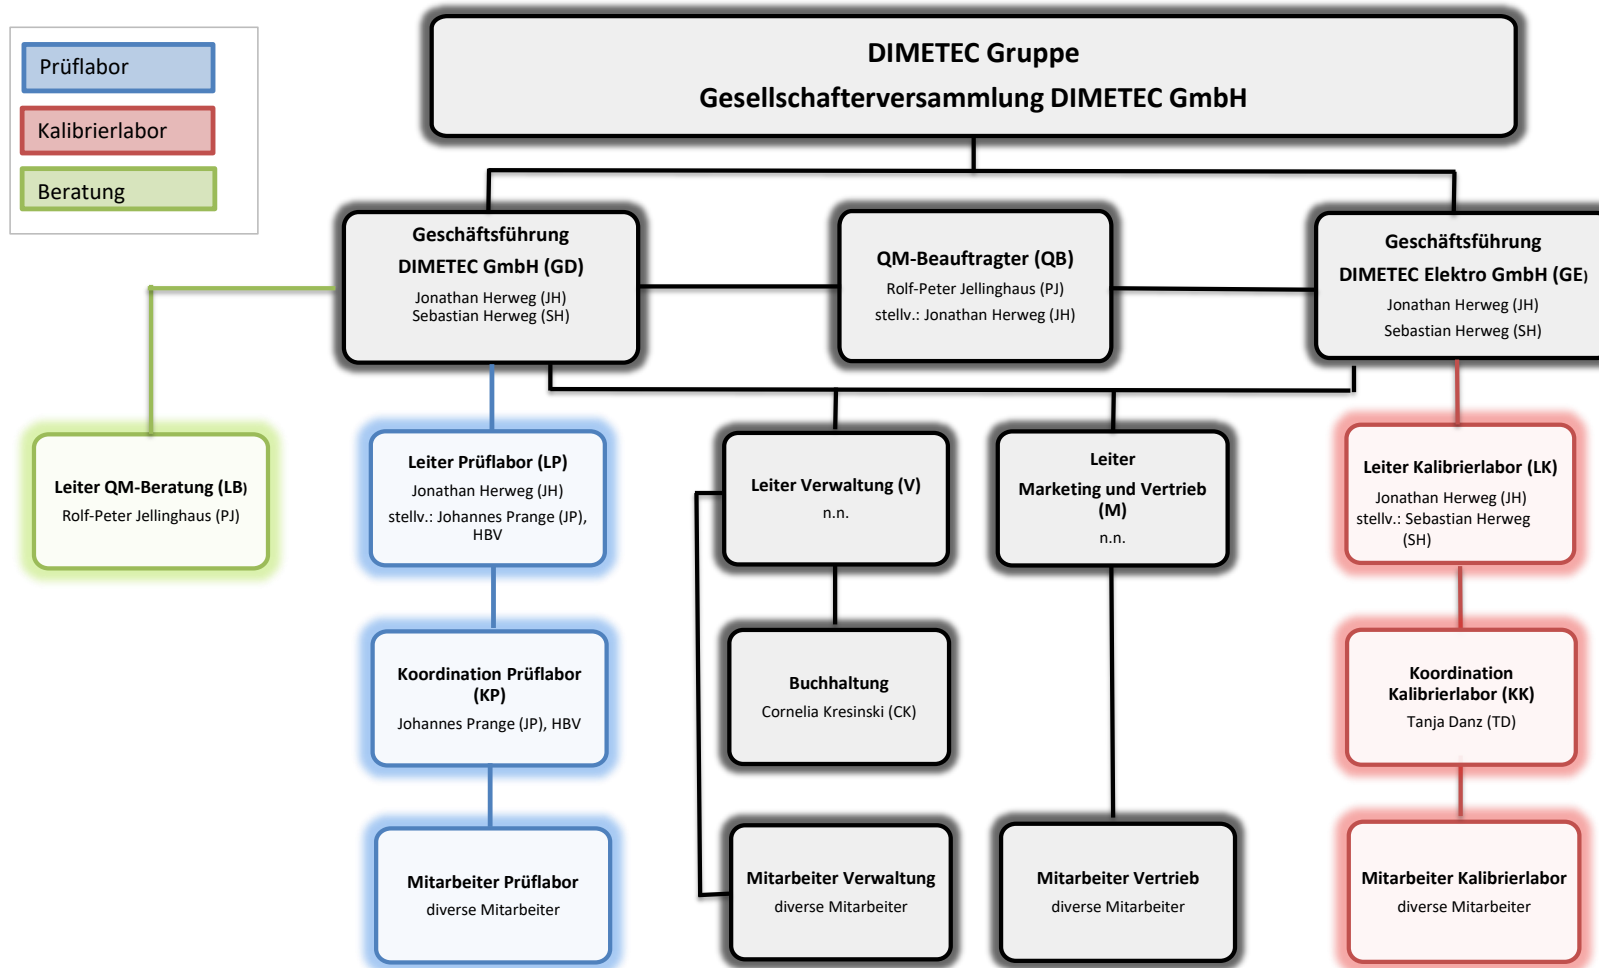 DIMETEC Gruppe
Gesellschafterversammlung DIMETEC GmbH
Prüflabor
Kalibrierlabor
Beratung
Geschäftsführung
DIMETEC GmbH (GD)
Jonathan Herweg (JH)
Sebastian Herweg (SH)
QM-Beauftragter (QB)
Rolf-Peter Jellinghaus (PJ)
stellv.: Jonathan Herweg (JH)
Geschäftsführung
DIMETEC Elektro GmbH (GE)
Jonathan Herweg (JH)
Sebastian Herweg (SH)
Leiter QM-Beratung (LB)
Rolf-Peter Jellinghaus (PJ)
Leiter Prüflabor (LP)
Jonathan Herweg (JH)
stellv.: Johannes Prange (JP),
HBV
Leiter Verwaltung (V)
n.n.
Leiter
Marketing und Vertrieb
(M)
n.n.
Leiter Kalibrierlabor (LK)
Jonathan Herweg (JH)
stellv.: Sebastian Herweg
(SH)
Koordination Prüflabor
(KP)
Johannes Prange (JP), HBV
Buchhaltung
Cornelia Kresinski (CK)
Koordination
Kalibrierlabor (KK)
Tanja Danz (TD)
Mitarbeiter Prüflabor
diverse Mitarbeiter
Mitarbeiter Verwaltung
diverse Mitarbeiter
Mitarbeiter Vertrieb
diverse Mitarbeiter
Mitarbeiter Kalibrierlabor
diverse Mitarbeiter